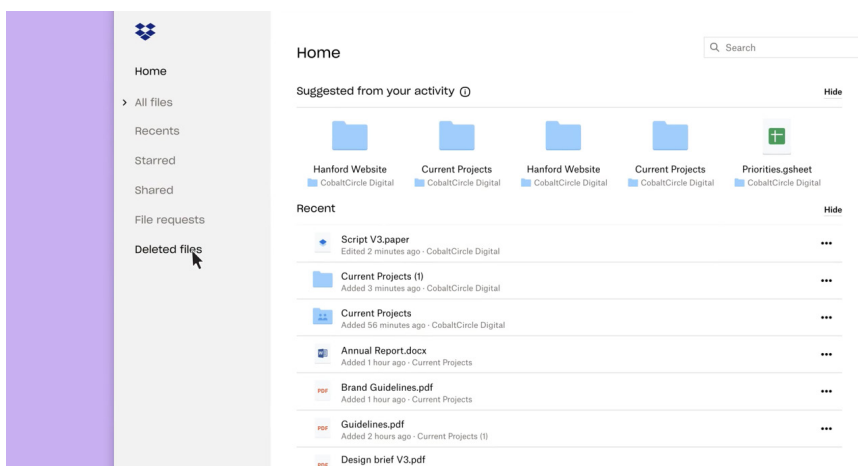 Home
All files
Recents
Starred
Shared
File requests
Deleted files
Home
Search
Suggested from your activity
Hide
Hanford Website
CobaltCircle Digital
Current Projects
CobaltCircle Digital
Hanford Website
CobaltCircle Digital
Current Projects
CobaltCircle Digital
Priorities.gsheet
CobaltCircle Digital
Recent
Hide
Script V3.paper
Edited 2 minutes ago · CobaltCircle Digital
Current Projects (1)
Added 3 minutes ago · CobaltCircle Digital
Current Projects
Added 56 minutes ago · CobaltCircle Digital
W
Annual Report.docx
Added 1 hour ago · Current Projects
PDF
Brand Guidelines.pdf
Added 1 hour ago · Current Projects
PDF
Guidelines.pdf
Added 2 hours ago · Current Projects (1)
PDF
Design brief V3.pdf